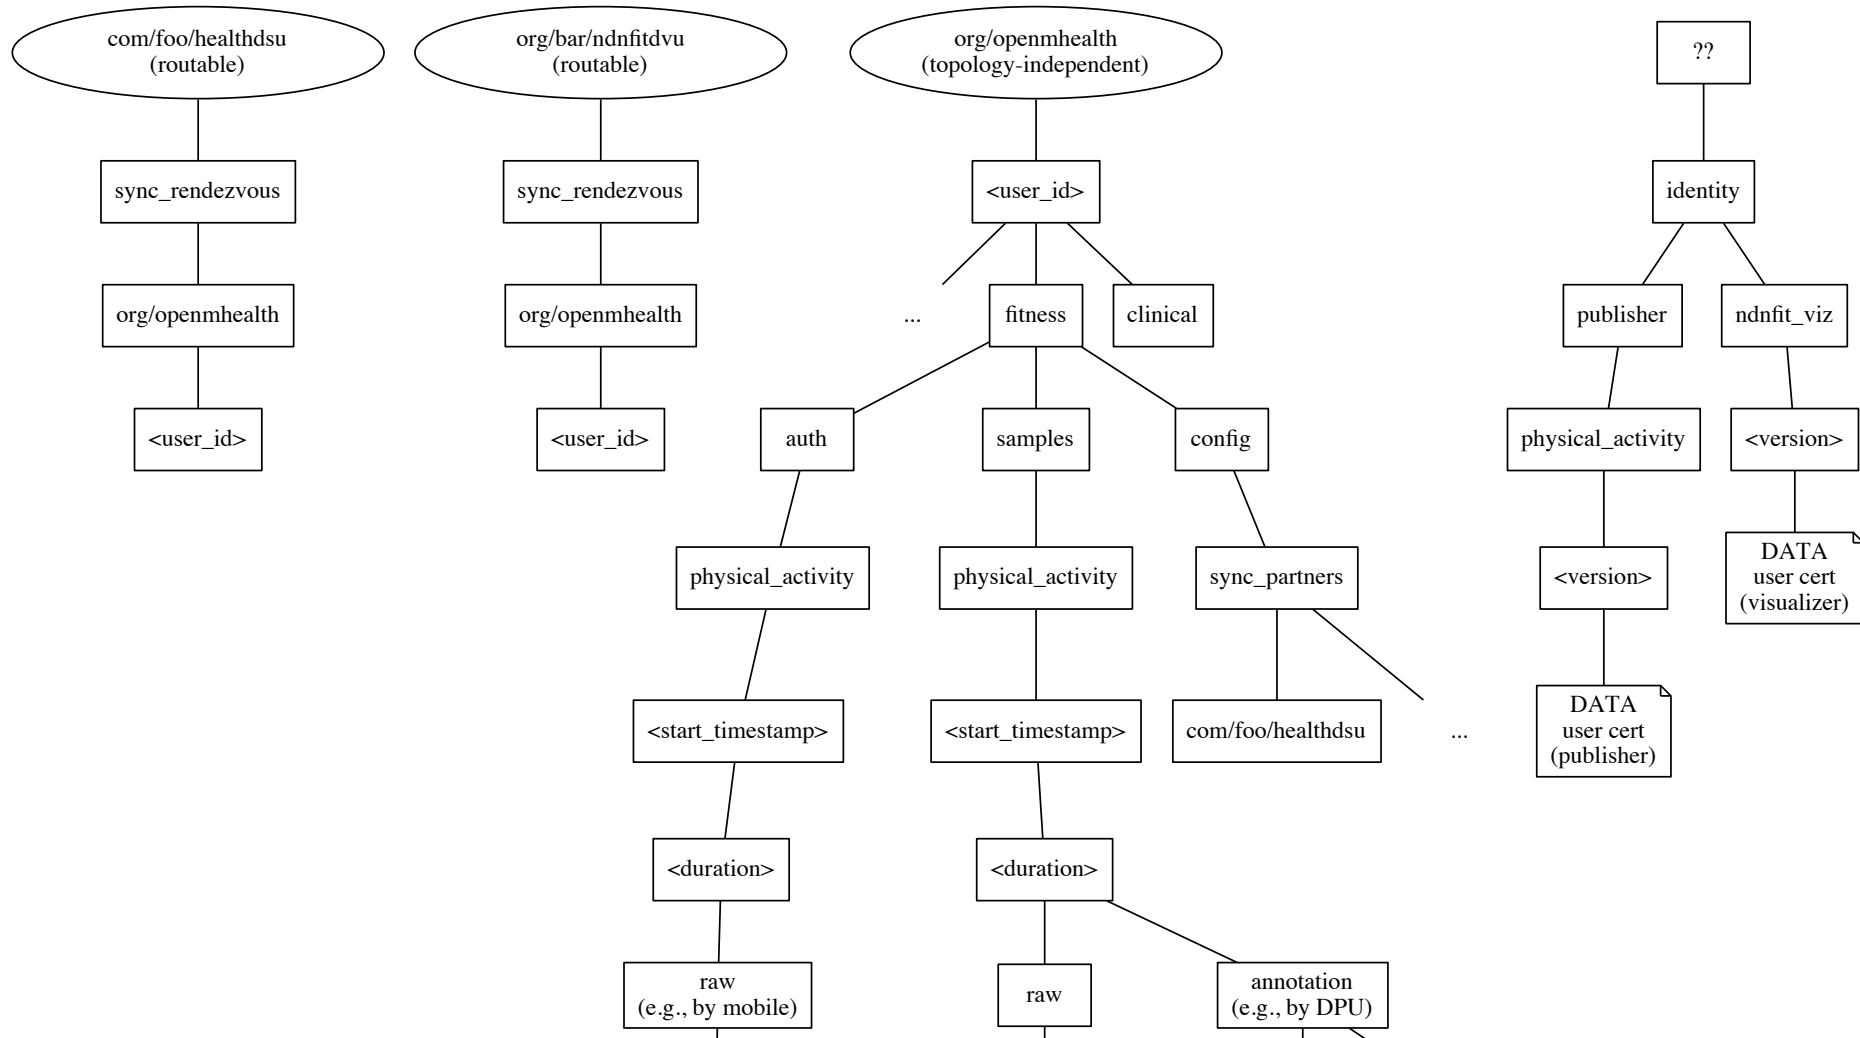 com/foo/healthdsu
(routable)
org/bar/ndnfitdvu
(routable)
org/openmhealth
(topology-independent)
??
sync_rendezvous
sync_rendezvous
<user_id>
identity
org/openmhealth
org/openmhealth
...
fitness
clinical
publisher
ndnfit_viz
<user_id>
<user_id>
auth
samples
config
physical_activity
<version>
physical_activity
physical_activity
sync_partners
<version>
DATA
user cert
(visualizer)
<start_timestamp>
<start_timestamp>
com/foo/healthdsu
...
DATA
user cert
(publisher)
<duration>
<duration>
raw
(e.g., by mobile)
raw
annotation
(e.g., by DPU)